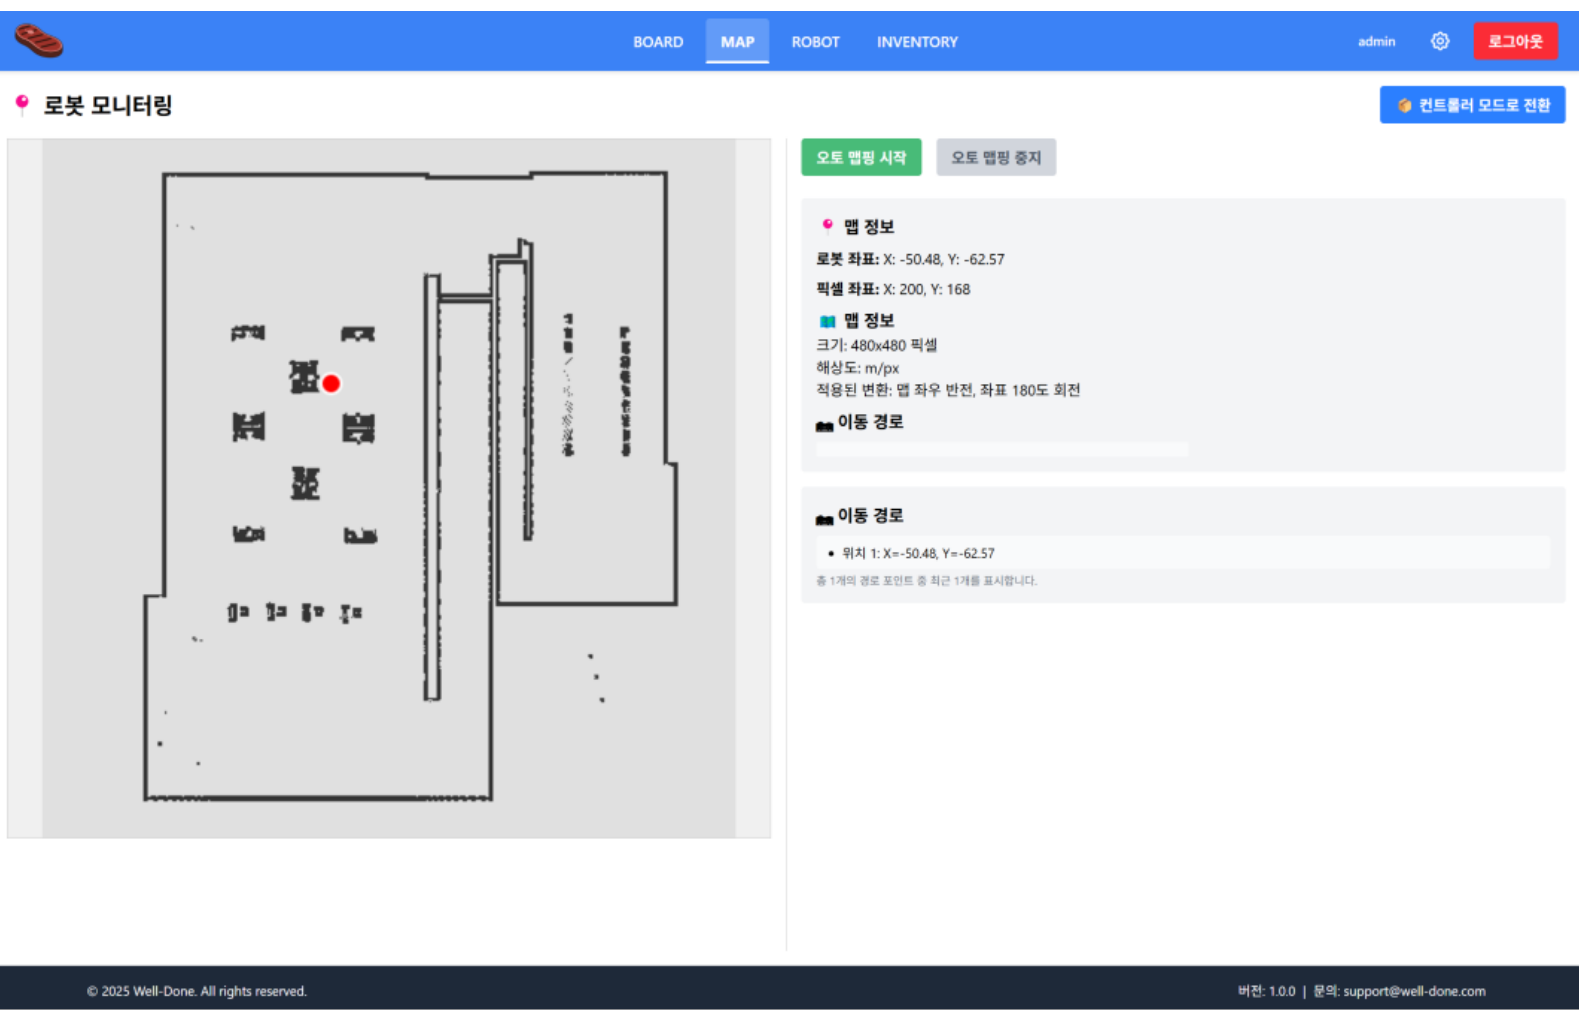 BOARD MAP ROBOT INVENTORY admin 로그아웃
로봇 모니터링
컨트롤러 모드로 전환
오토 맵핑 시작 오토 맵핑 중지
맵 정보
로봇 좌표: X: -50.48, Y: -62.57
픽셀 좌표: X: 200, Y: 168
맵 정보
크기: 480x480 픽셀
해상도: m/px
적용된 변환: 맵 좌우 반전, 좌표 180도 회전
이동 경로
이동 경로
• 위치 1: X=-50.48, Y=-62.57
총 1개의 경로 포인트 중 최근 1개를 표시합니다.
© 2025 Well-Done. All rights reserved. 버전: 1.0.0 | 문의: support@well-done.com